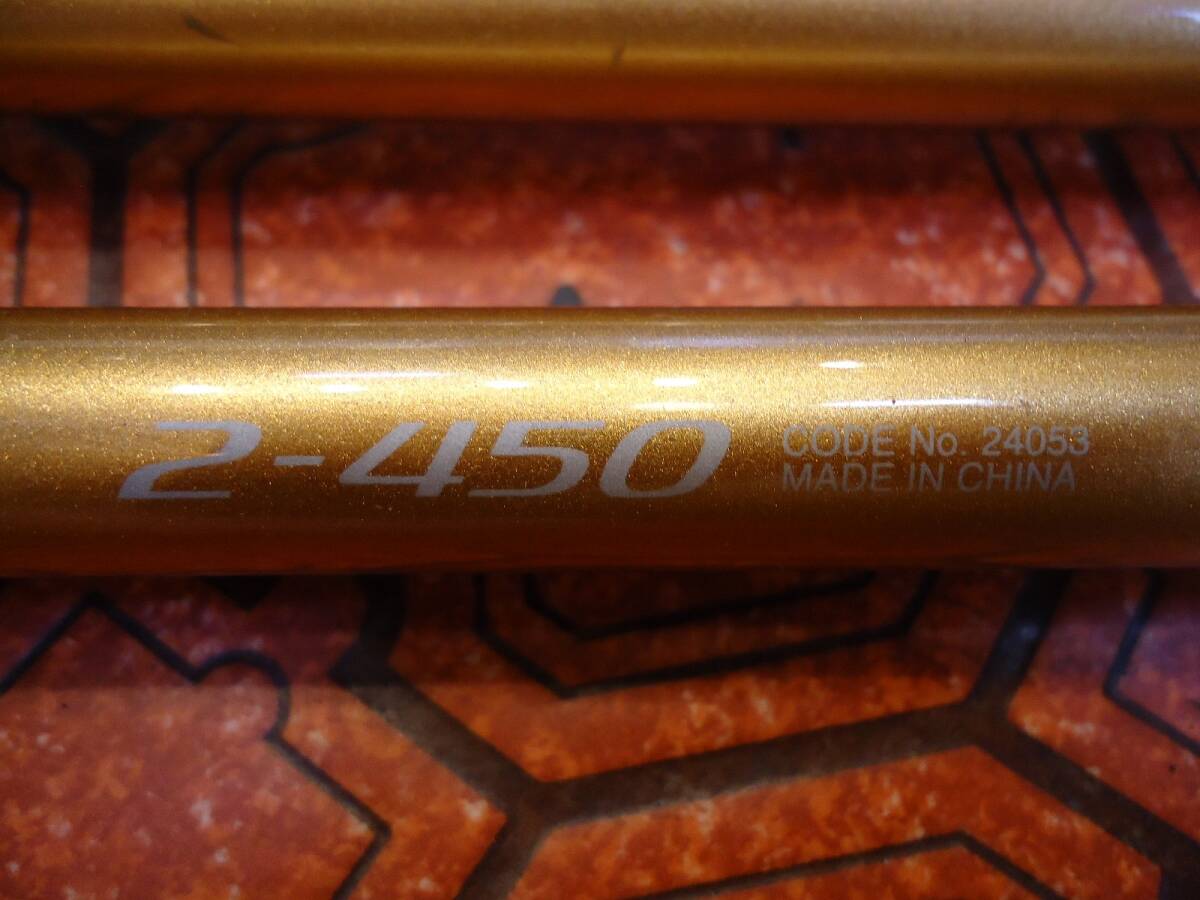 2-450
CODE No. 24053
MADE IN CHINA